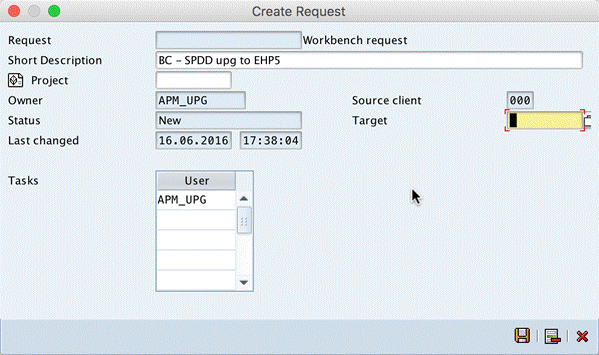 Create Request
Request Workbench request
Short Description BC – SPDD upg to EHP5
Project
Owner APM_UPG Source client 000
Status New Target
Last changed 16.06.2016 17:38:04
Tasks User
APM_UPG